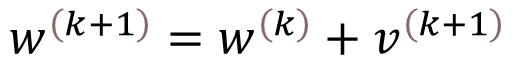 w^{(k+1)} = w^{(k)} + v^{(k+1)}